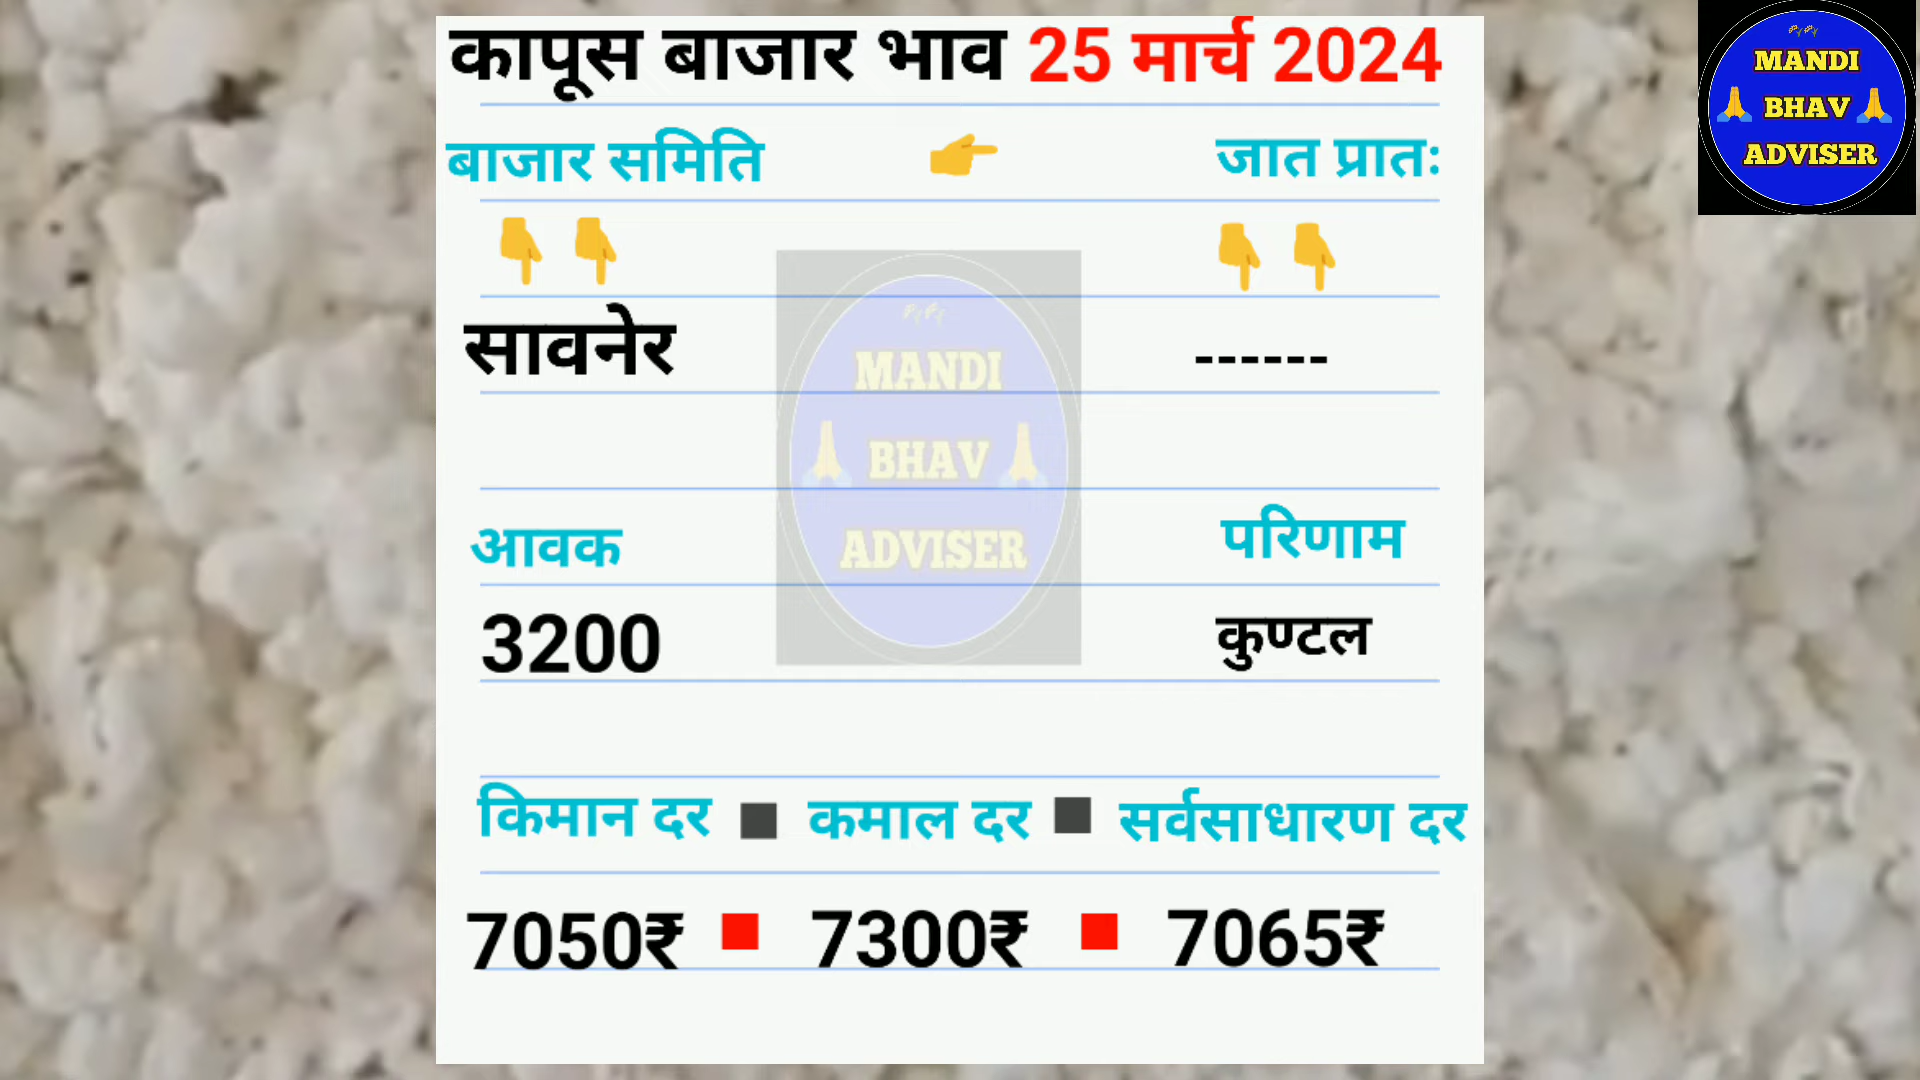 कापूस बाजार भाव 25 मार्च 2024
बाजार समिति 👉 जात प्रातः
👇👇 👇👇
सावनेर ------
आवक परिणाम
3200 कुण्टल
किमान दर ◾ कमाल दर ◾ सर्वसाधारण दर
7050₹ 🟥 7300₹ 🟥 7065₹
MANDI
BHAV
ADVISER
MANDI
🙏 BHAV 🙏
ADVISER